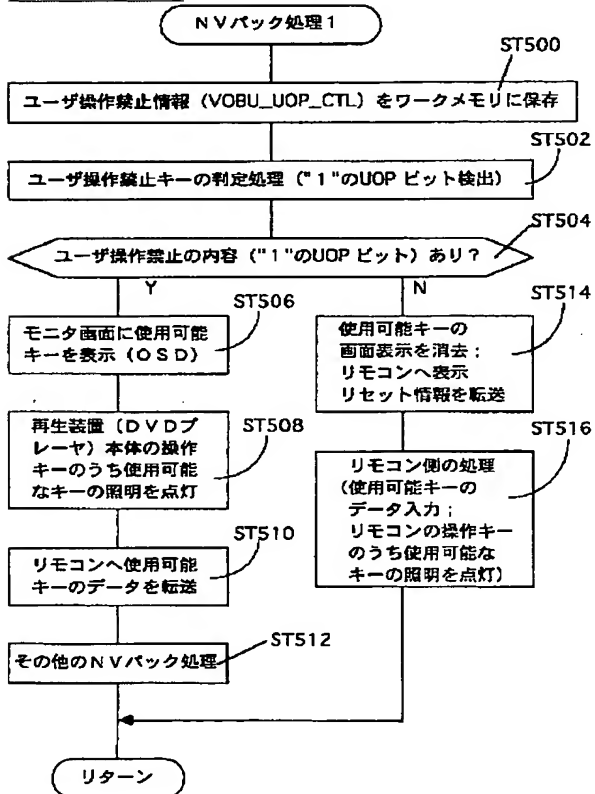 NVパック処理1
ST500
ユーザ操作禁止情報（VOBU_UOP_CTL）をワークメモリに保存
ST502
ユーザ操作禁止キーの判定処理（"1"のUOP ビット検出）
ST504
ユーザ操作禁止の内容（"1"のUOP ビット）あり？
Y
N
ST506
モニタ画面に使用可能
キーを表示（OSD）
ST508
再生装置（DVDプ
レーヤ）本体の操作
キーのうち使用可能
なキーの照明を点灯
ST510
リモコンへ使用可能
キーのデータを転送
ST512
その他のNVパック処理
ST514
使用可能キーの
画面表示を消去；
リモコンへ表示
リセット情報を転送
ST516
リモコン側の処理
（使用可能キーの
データ入力；
リモコンの操作キー
のうち使用可能な
キーの照明を点灯）
リターン